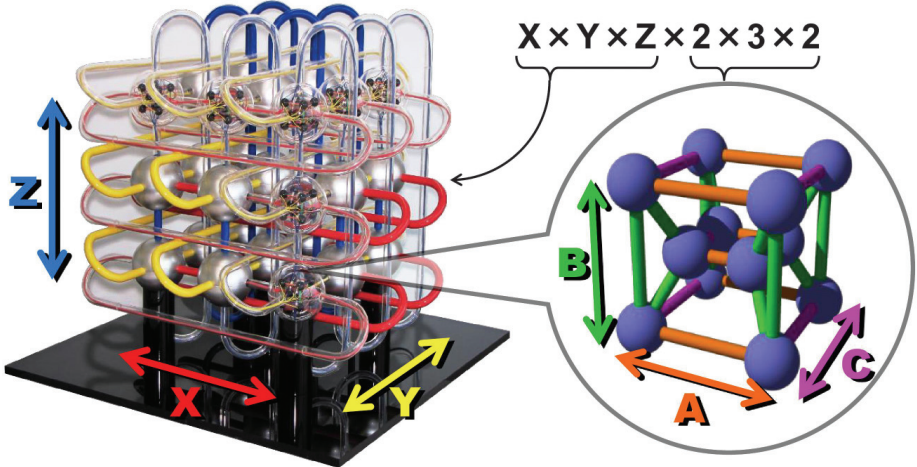 X × Y × Z × 2 × 3 × 2
Z
X
Y
B
A
C